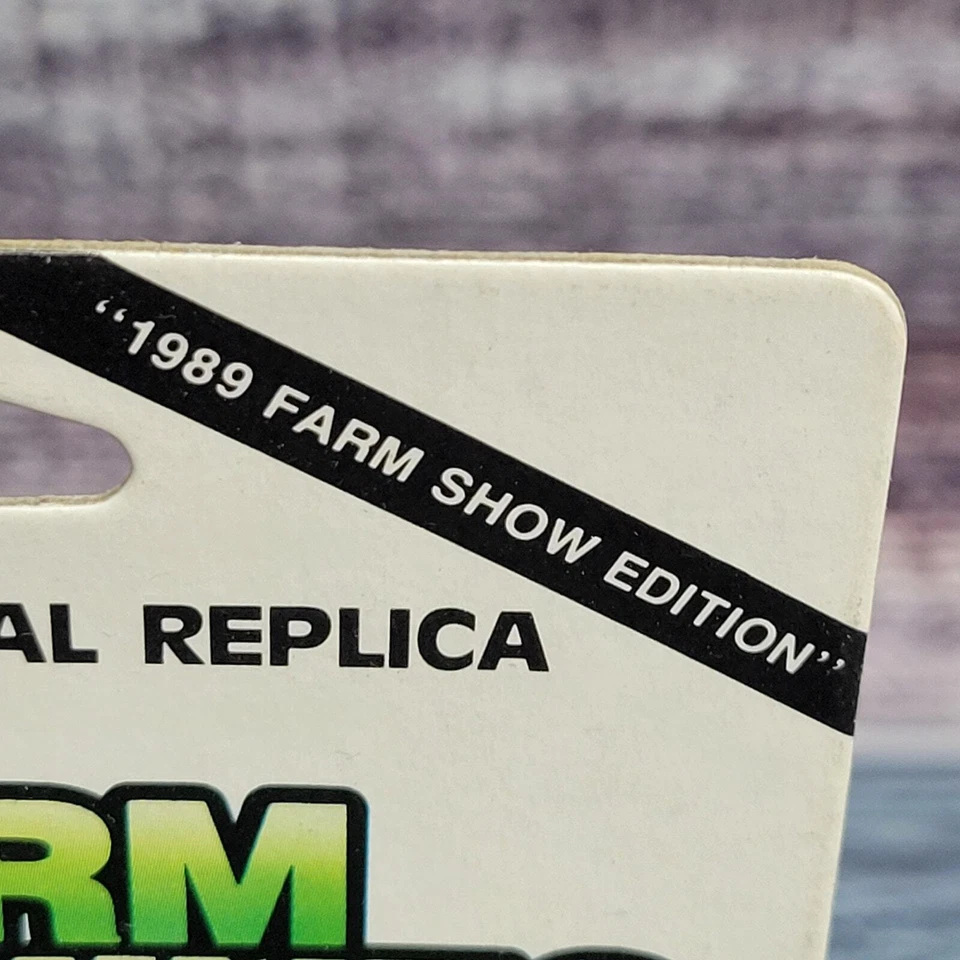 “1989 FARM SHOW EDITION”
AL REPLICA
RM